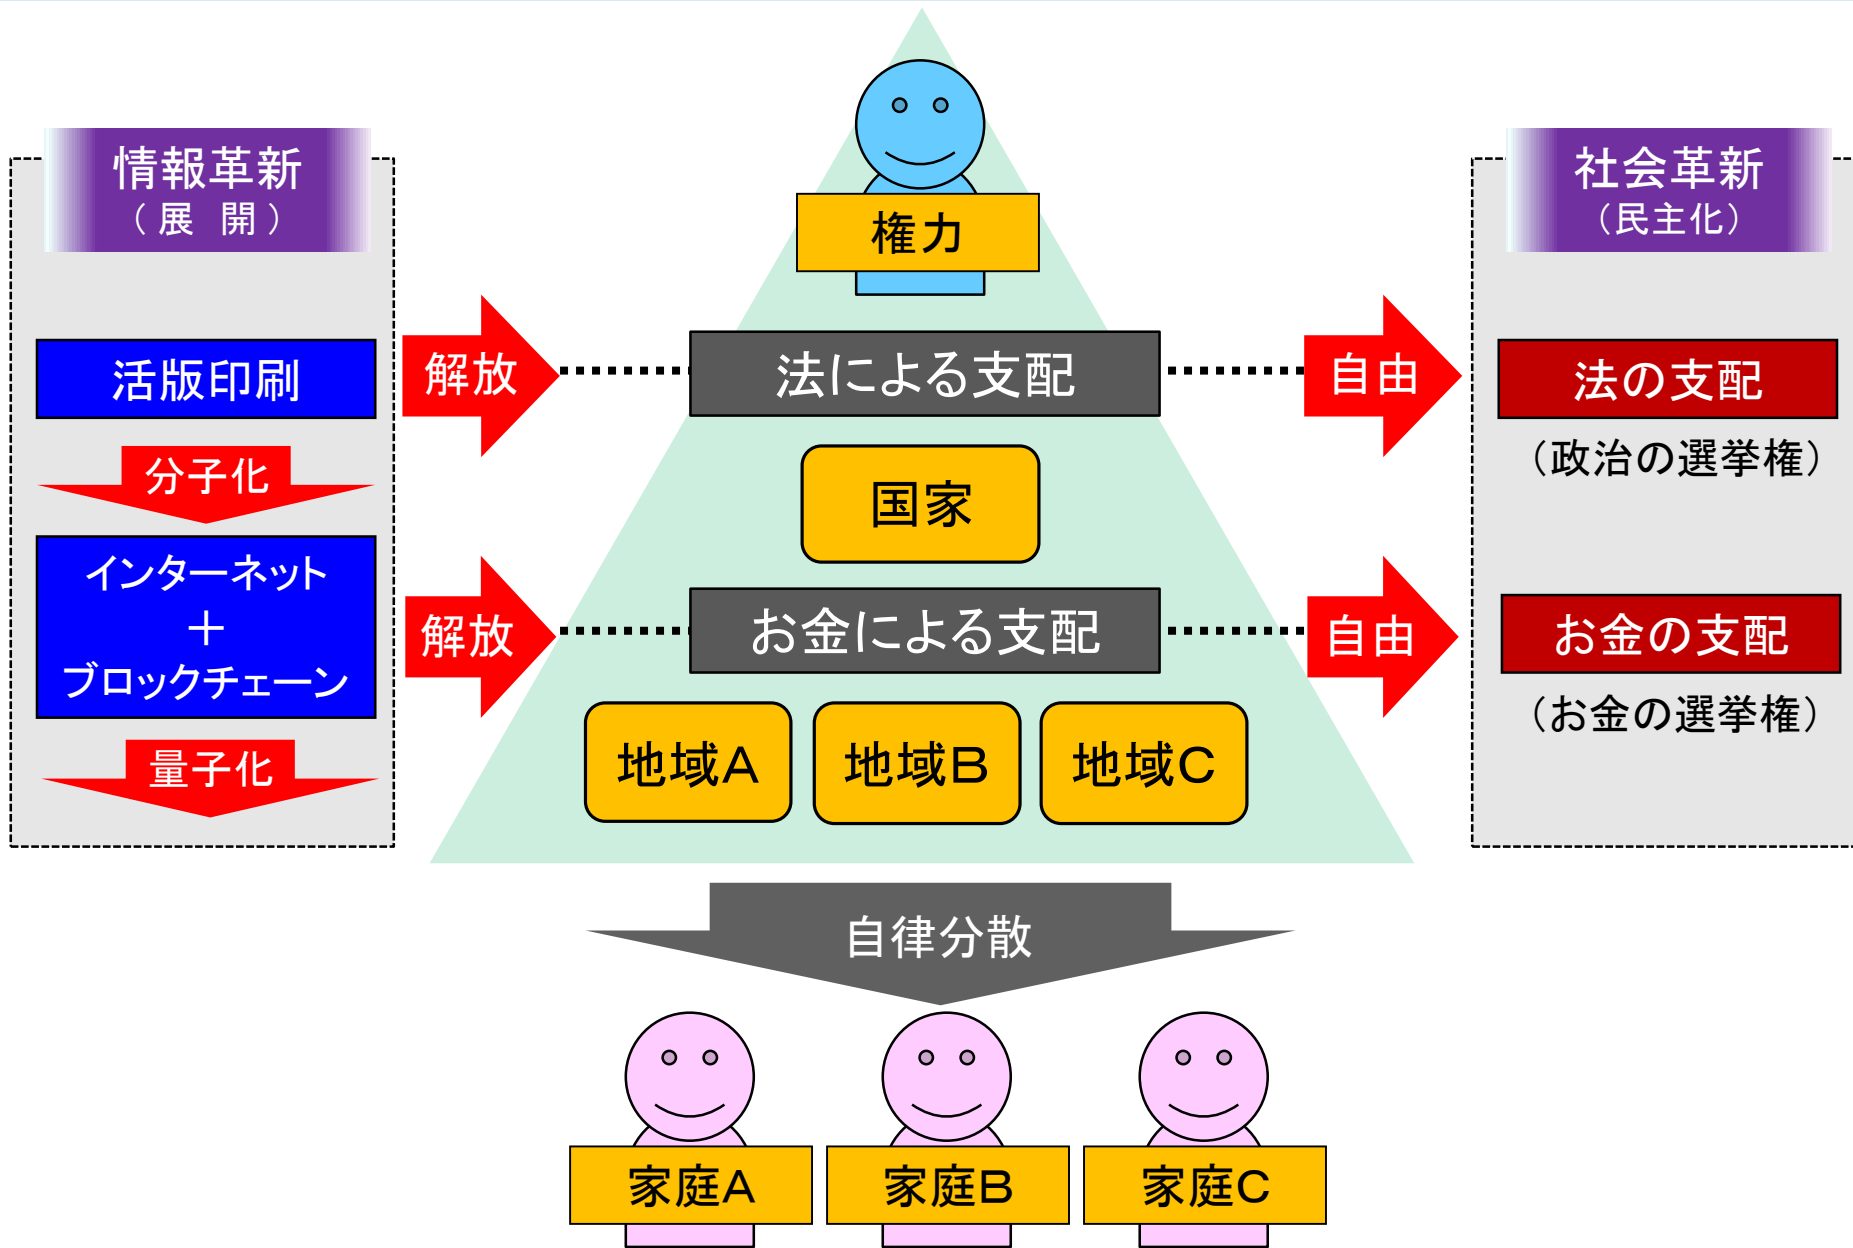 情報革新
（ 展　開 ）
活版印刷
分子化
インターネット
＋
ブロックチェーン
量子化
解放
解放
権力
法による支配
国家
お金による支配
地域A
地域B
地域C
自由
自由
社会革新
（民主化）
法の支配
（政治の選挙権）
お金の支配
（お金の選挙権）
自律分散
家庭A
家庭B
家庭C